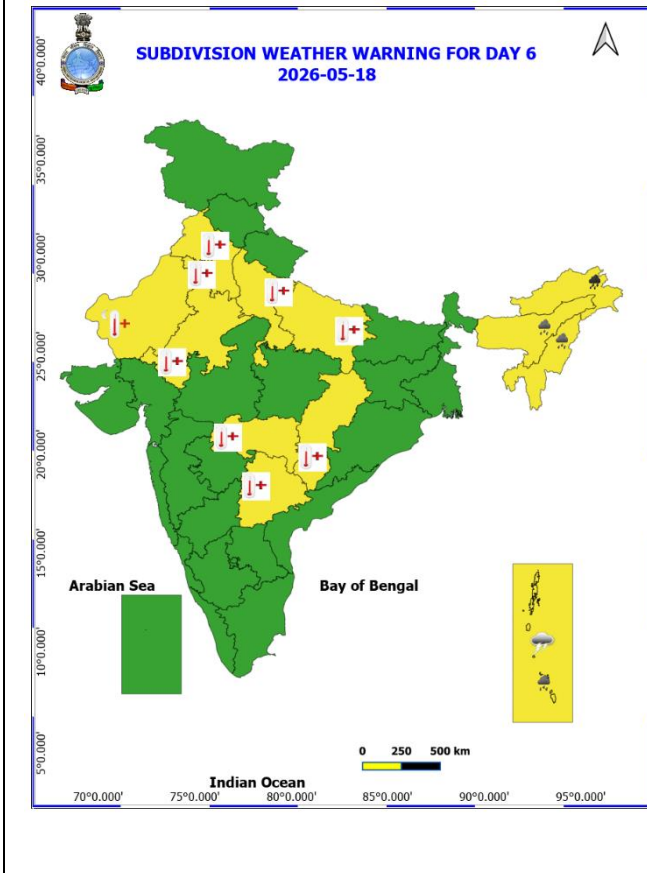 SUBDIVISION WEATHER WARNING FOR DAY 6
2026-05-18
40°0.000'
35°0.000'
30°0.000'
25°0.000'
20°0.000'
15°0.000'
10°0.000'
5°0.000'
Arabian Sea
Bay of Bengal
0 250 500 km
Indian Ocean
70°0.000' 75°0.000' 80°0.000' 85°0.000' 90°0.000' 95°0.000'